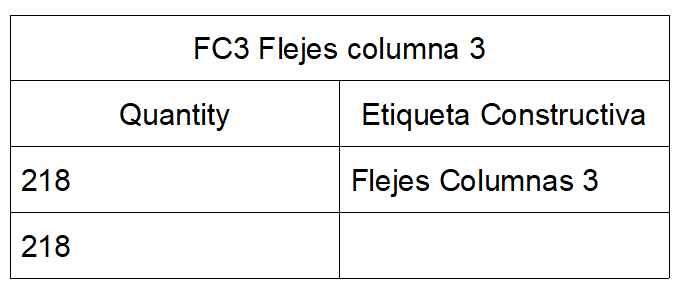 FC3 Flejes columna 3
Quantity Etiqueta Constructiva
218 Flejes Columnas 3
218